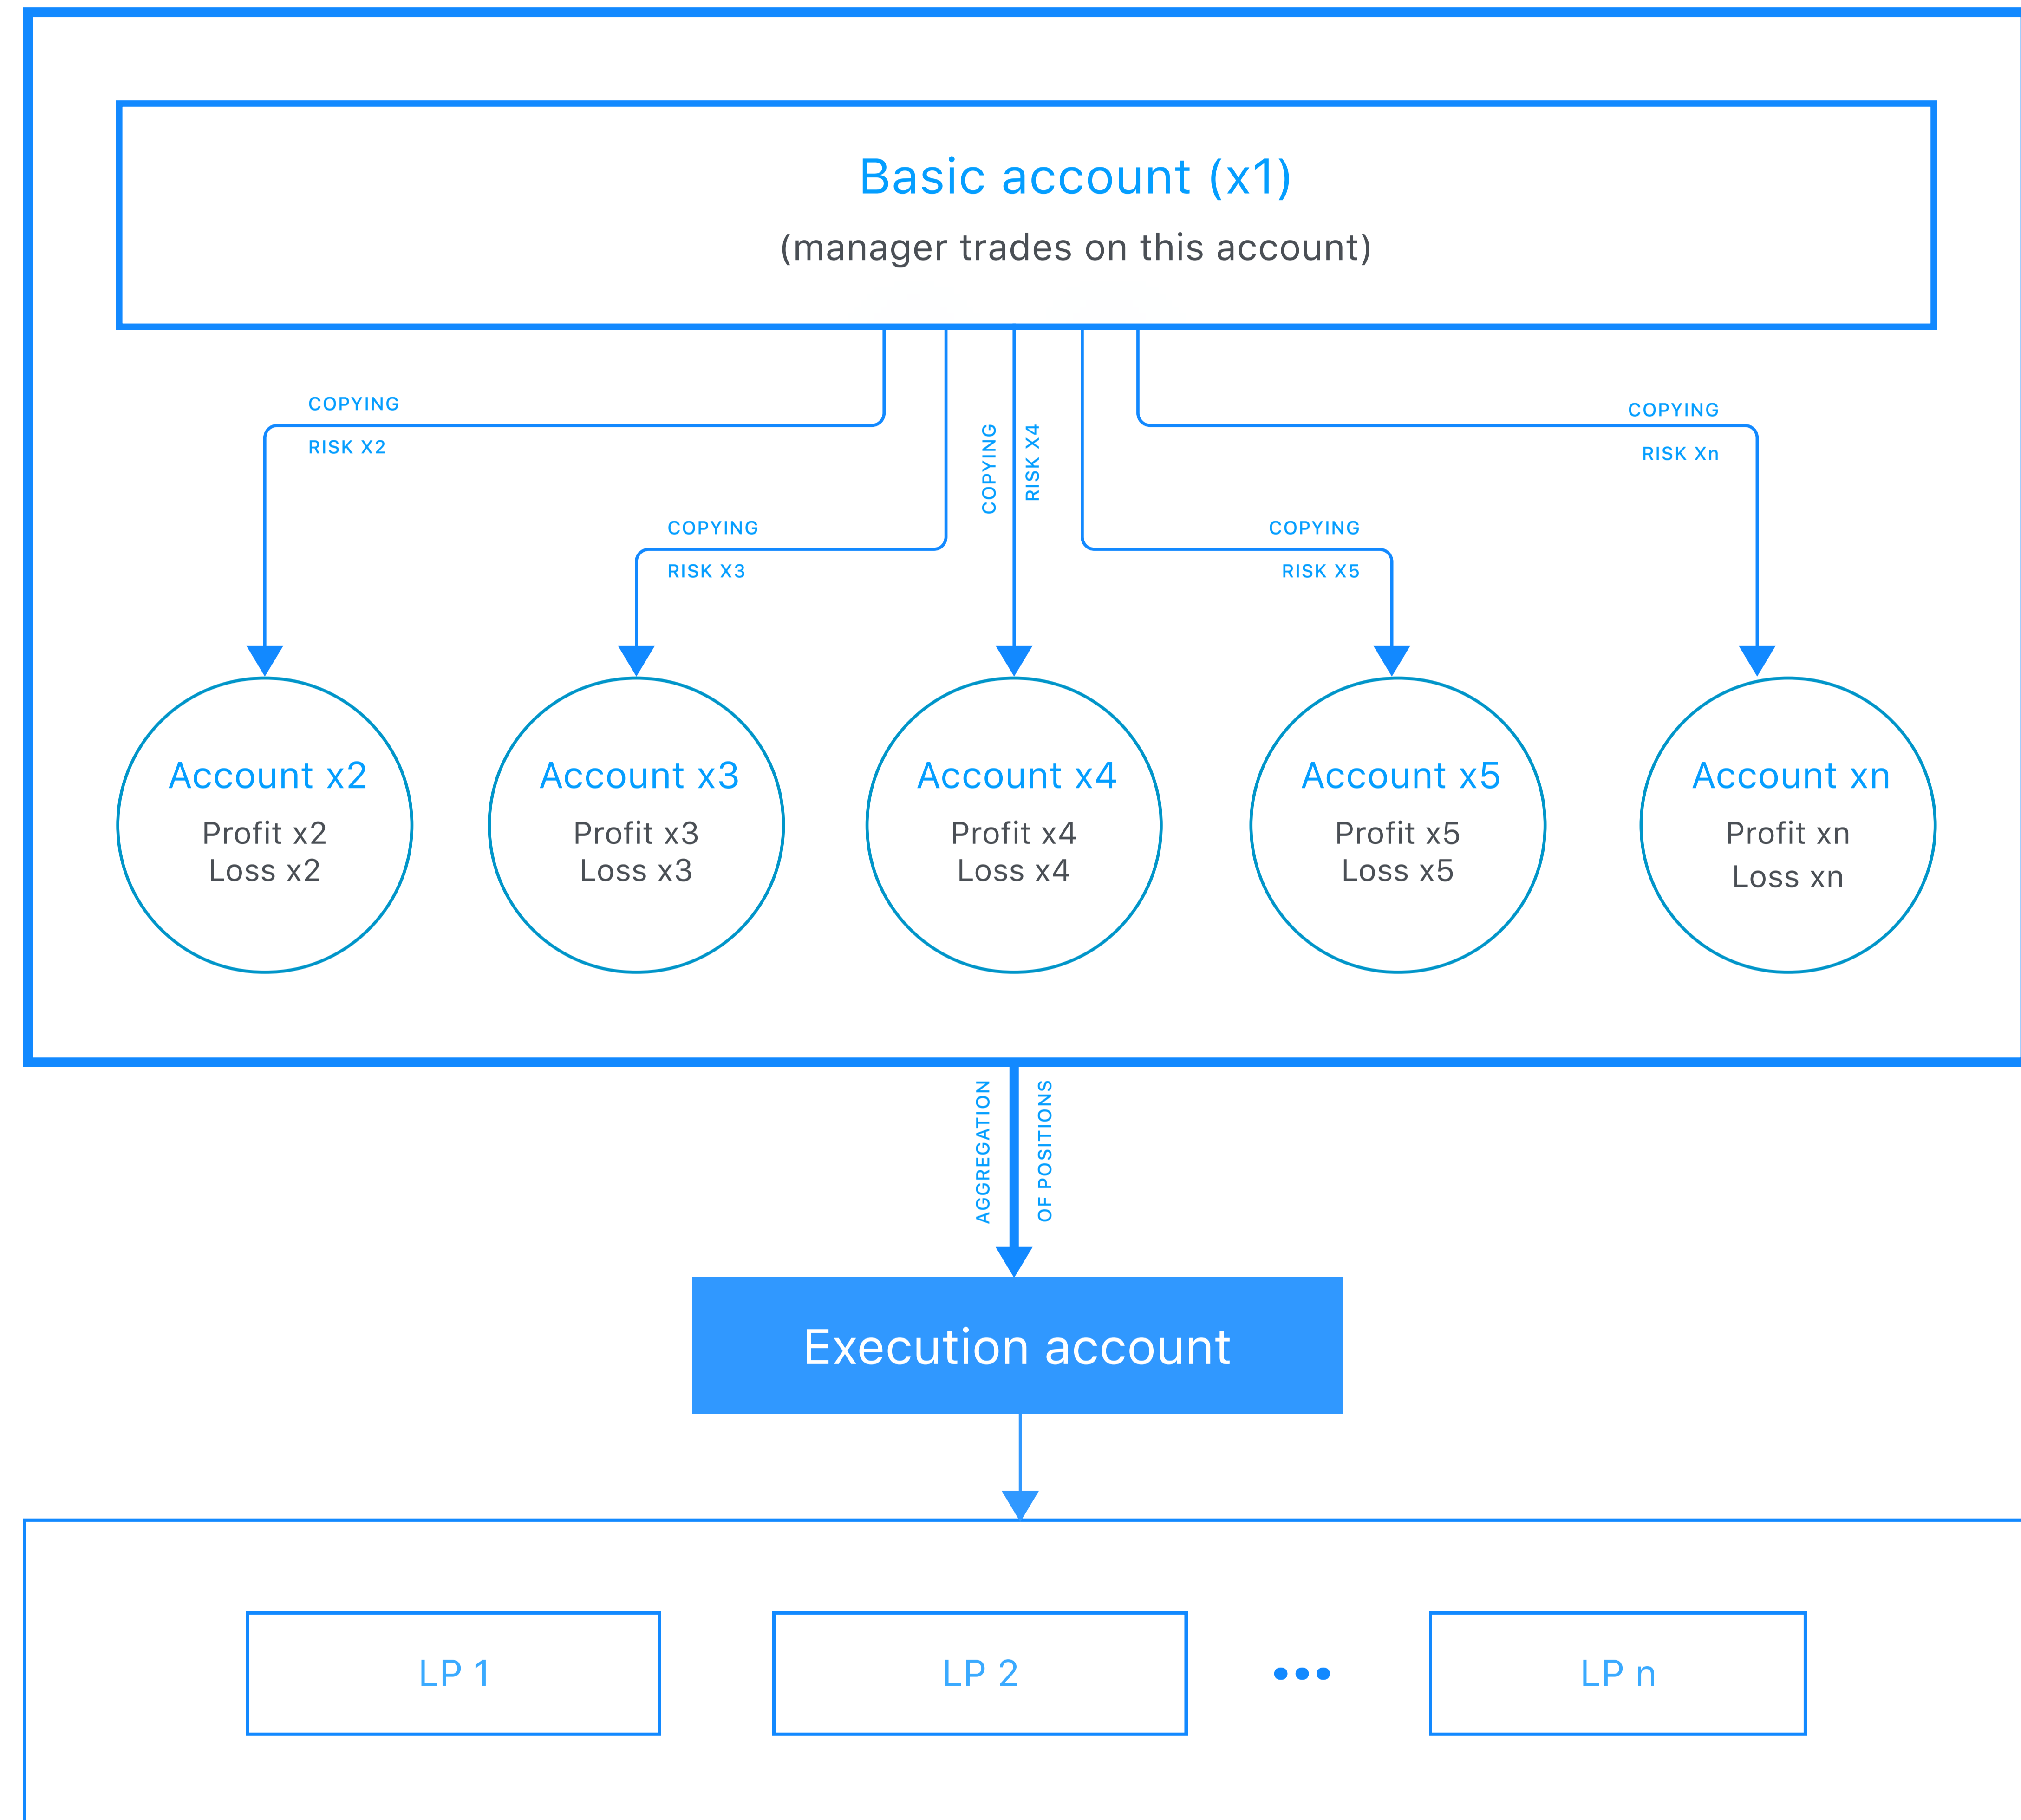 Basic account (x1)
(manager trades on this account)
COPYING
RISK X2
COPYING
RISK X3
COPYING
RISK X4
COPYING
RISK X5
COPYING
RISK Xn
Account x2
Profit x2
Loss x2
Account x3
Profit x3
Loss x3
Account x4
Profit x4
Loss x4
Account x5
Profit x5
Loss x5
Account xn
Profit xn
Loss xn
AGGREGATION
OF POSITIONS
Execution account
LP 1
LP 2
•••
LP n